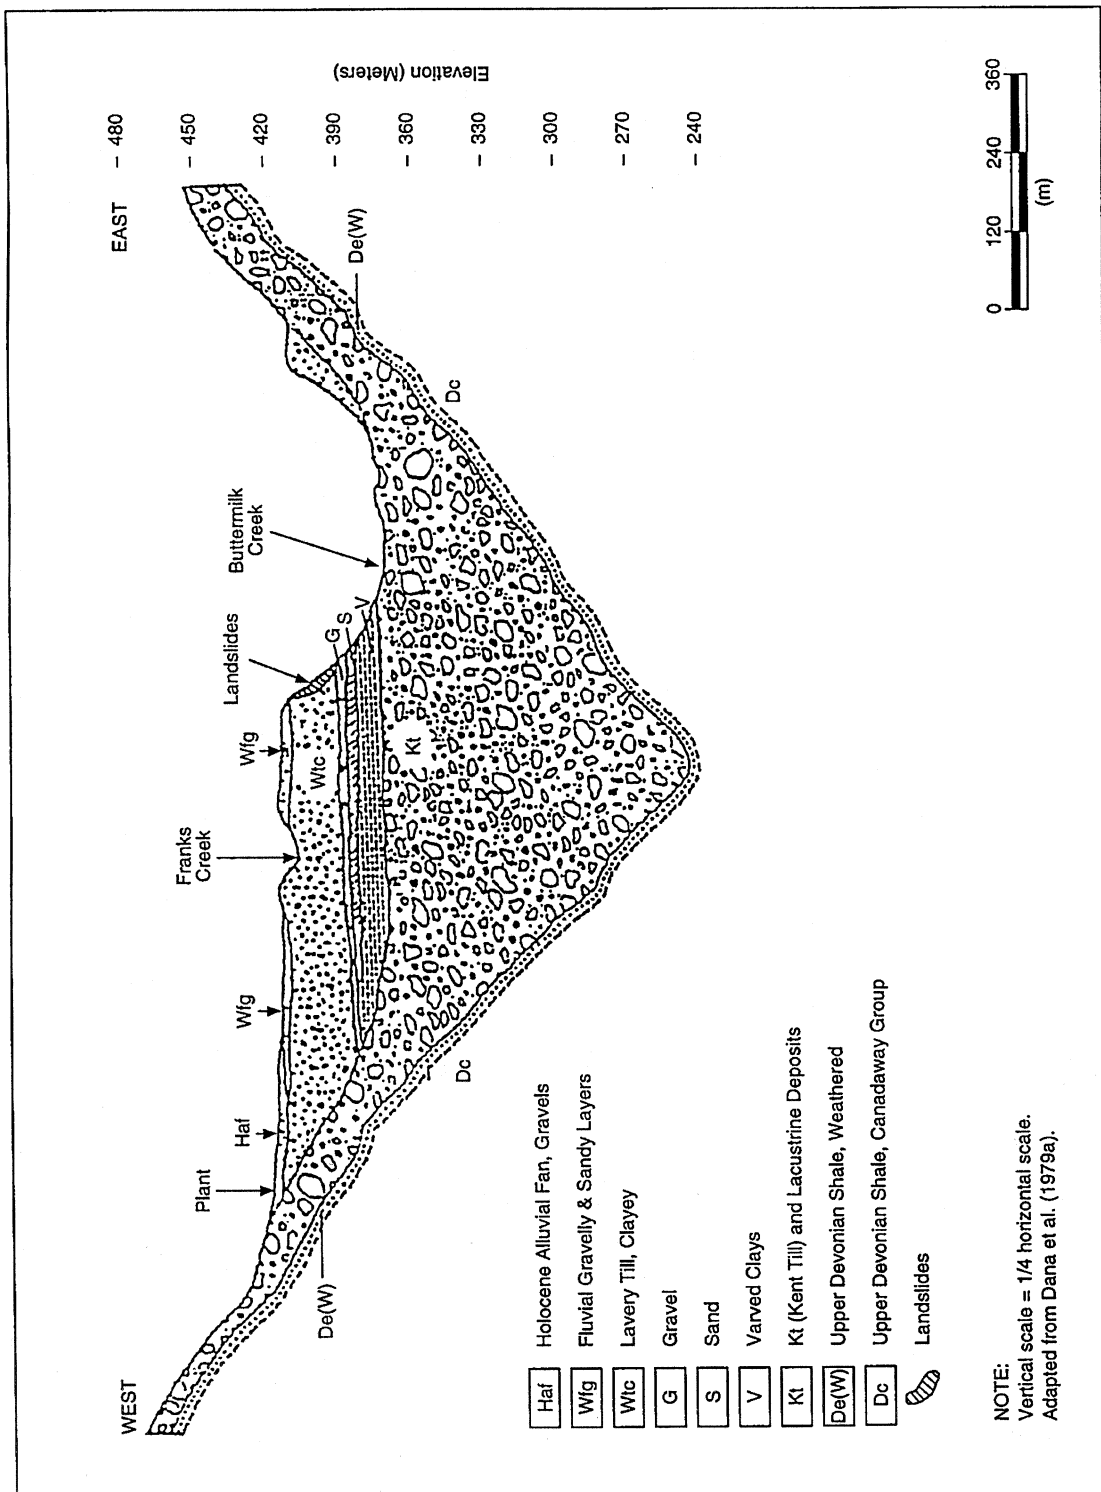 WEST
EAST
Elevation (Meters)
– 480
– 450
– 420
– 390
– 360
– 330
– 300
– 270
– 240
Plant
Haf
Wfg
Franks
Creek
Wfg
Landslides
Buttermilk
Creek
Wtc
G
S
V
Kt
De(W)
De(W)
Dc
Dc
Haf Holocene Alluvial Fan, Gravels
Wfg Fluvial Gravelly & Sandy Layers
Wtc Lavery Till, Clayey
G Gravel
S Sand
V Varved Clays
Kt Kt (Kent Till) and Lacustrine Deposits
De(W) Upper Devonian Shale, Weathered
Dc Upper Devonian Shale, Canadaway Group
Landslides
0 120 240 360
(m)
NOTE:
Vertical scale = 1/4 horizontal scale.
Adapted from Dana et al. (1979a).